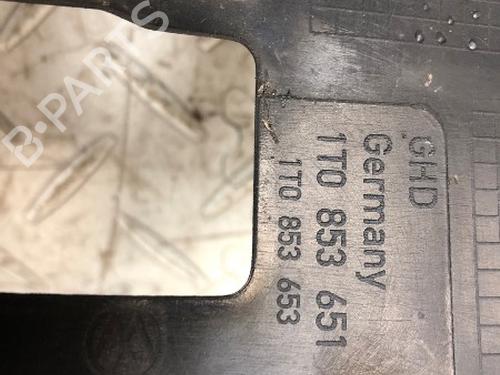 GHD
Germany
1T0 853 651
1T0 853 653
B-PARTS